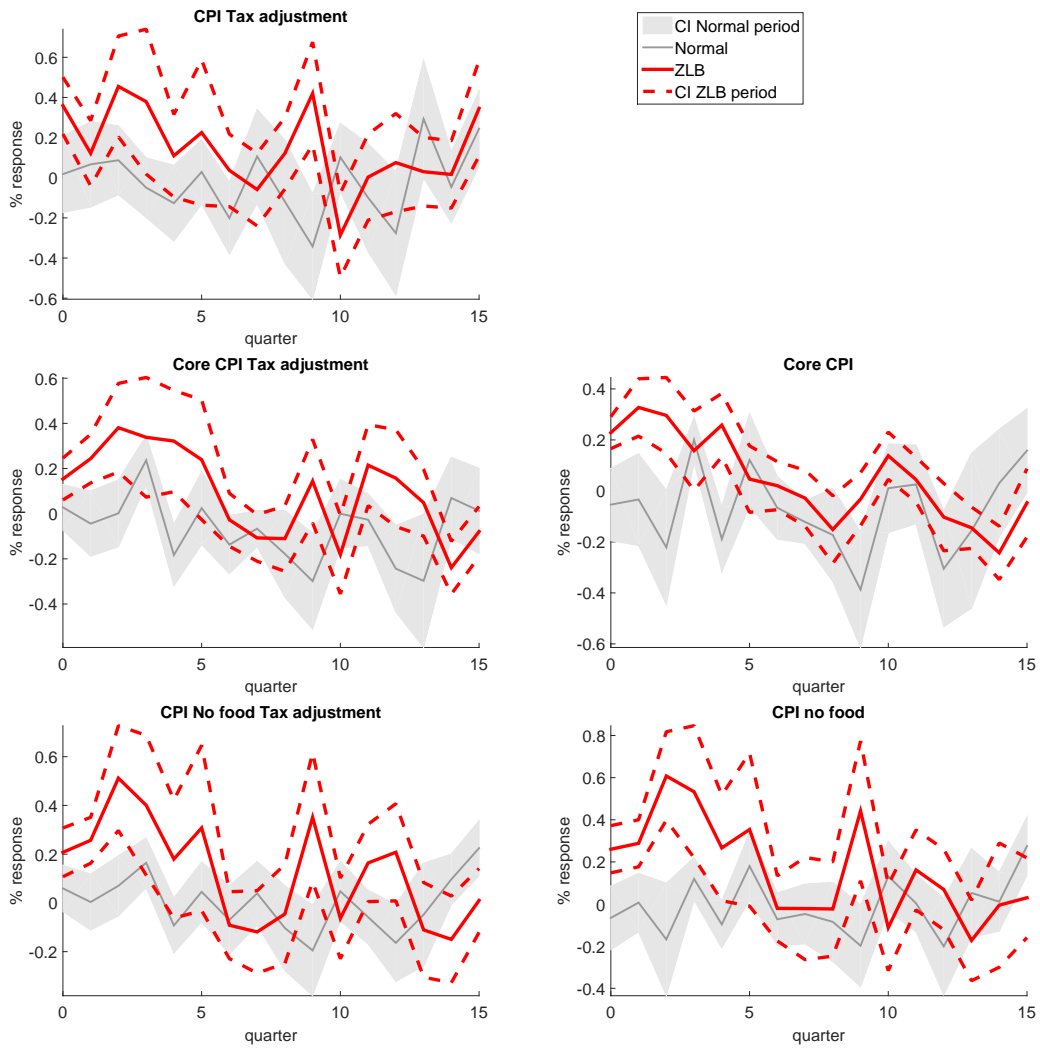 CPI Tax adjustment
0.6
0.4
0.2
0
-0.2
-0.4
-0.6
% response
0
5
10
15
quarter
CI Normal period
Normal
ZLB
CI ZLB period
Core CPI Tax adjustment
0.6
0.4
0.2
0
-0.2
-0.4
% response
0
5
10
15
quarter
Core CPI
0.4
0.2
0
-0.2
-0.4
-0.6
% response
0
5
10
15
quarter
CPI No food Tax adjustment
0.6
0.4
0.2
0
-0.2
% response
0
5
10
15
quarter
CPI no food
0.8
0.6
0.4
0.2
0
-0.2
-0.4
% response
0
5
10
15
quarter